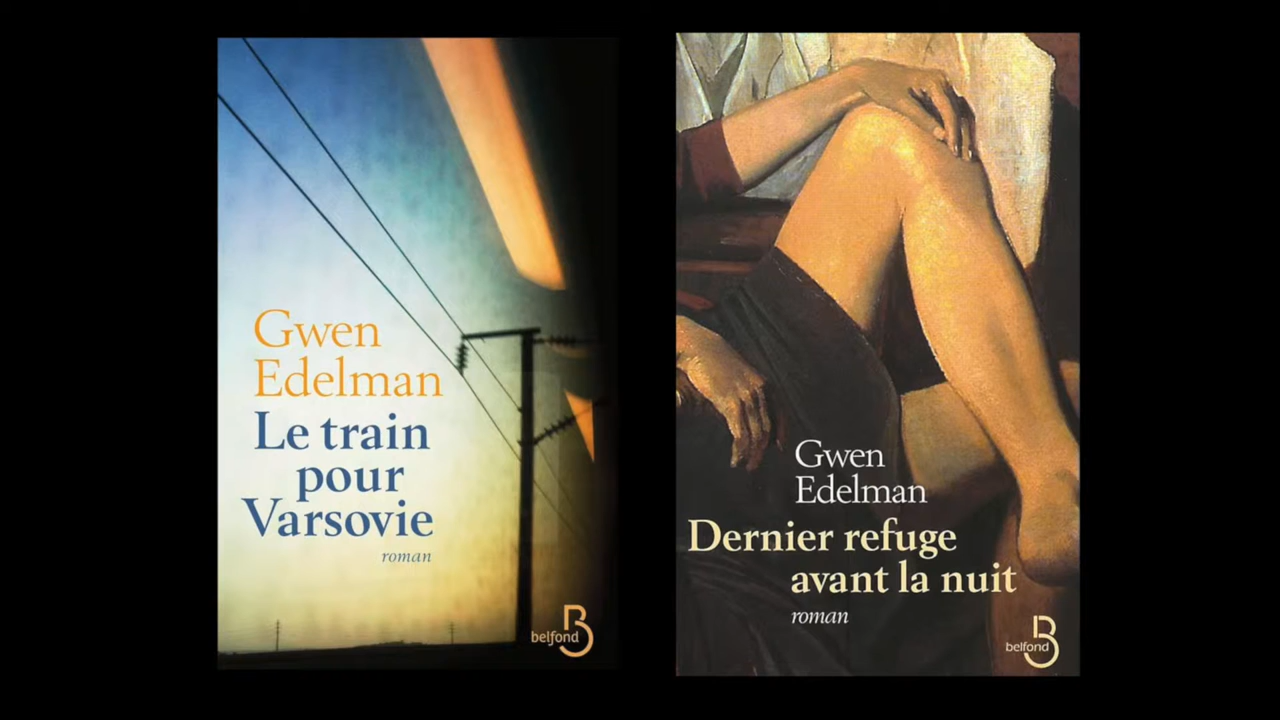 Gwen
Edelman
Le train
pour
Varsovie
roman
belfond
Gwen
Edelman
Dernier refuge
avant la nuit
roman
belfond